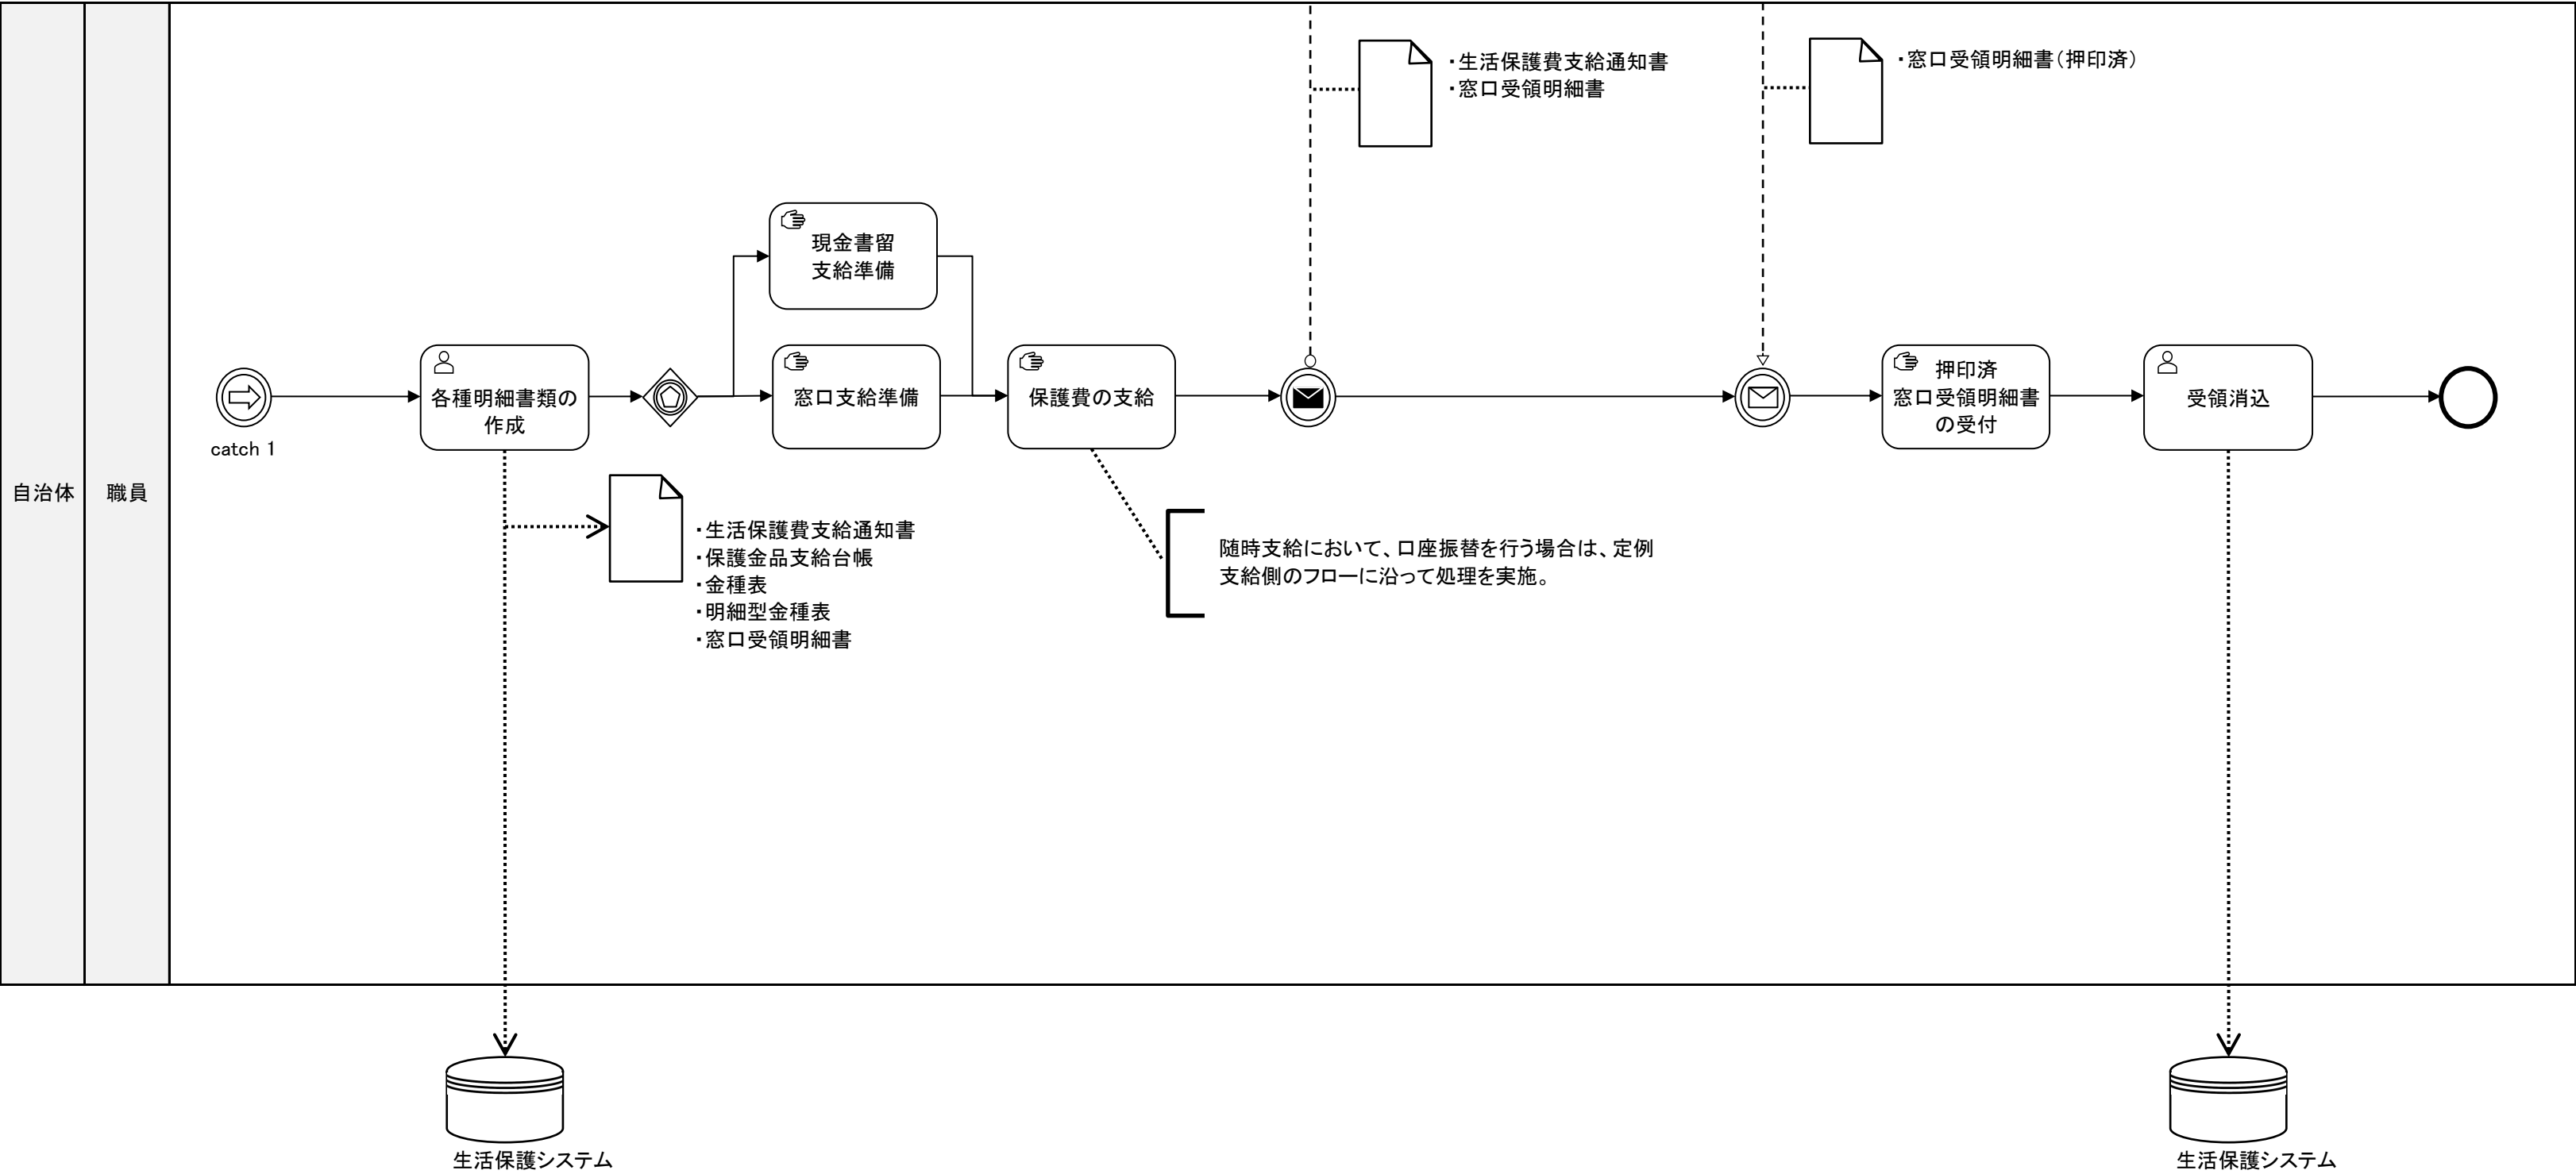 ・生活保護費支給通知書
・窓口受領明細書
・窓口受領明細書（押印済）
現金書留
支給準備
各種明細書類の
作成
窓口支給準備
保護費の支給
押印済
窓口受領明細書
の受付
受領消込
catch 1
自治体
職員
・生活保護費支給通知書
・保護金品支給台帳
・金種表
・明細型金種表
・窓口受領明細書
随時支給において、口座振替を行う場合は、定例
支給側のフローに沿って処理を実施。
生活保護システム
生活保護システム